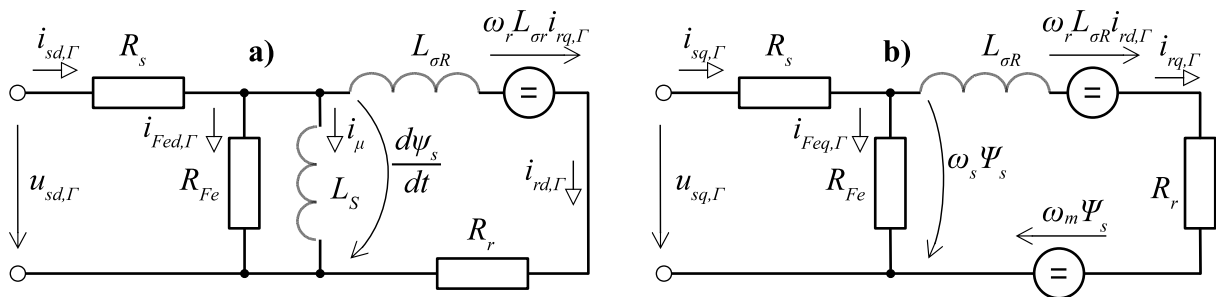 i_{sd,Γ}
R_s
a)
L_{σR}
ω_r L_{σr} i_{rq,Γ}
i_{Fed,Γ}
i_μ
u_{sd,Γ}
R_{Fe}
L_S
dψ_s
dt
i_{rd,Γ}
R_r
=
i_{sq,Γ}
R_s
b)
L_{σR}
ω_r L_{σR} i_{rd,Γ}
i_{rq,Γ}
=
i_{Feq,Γ}
u_{sq,Γ}
R_{Fe}
ω_s Ψ_s
R_r
ω_m Ψ_s
=